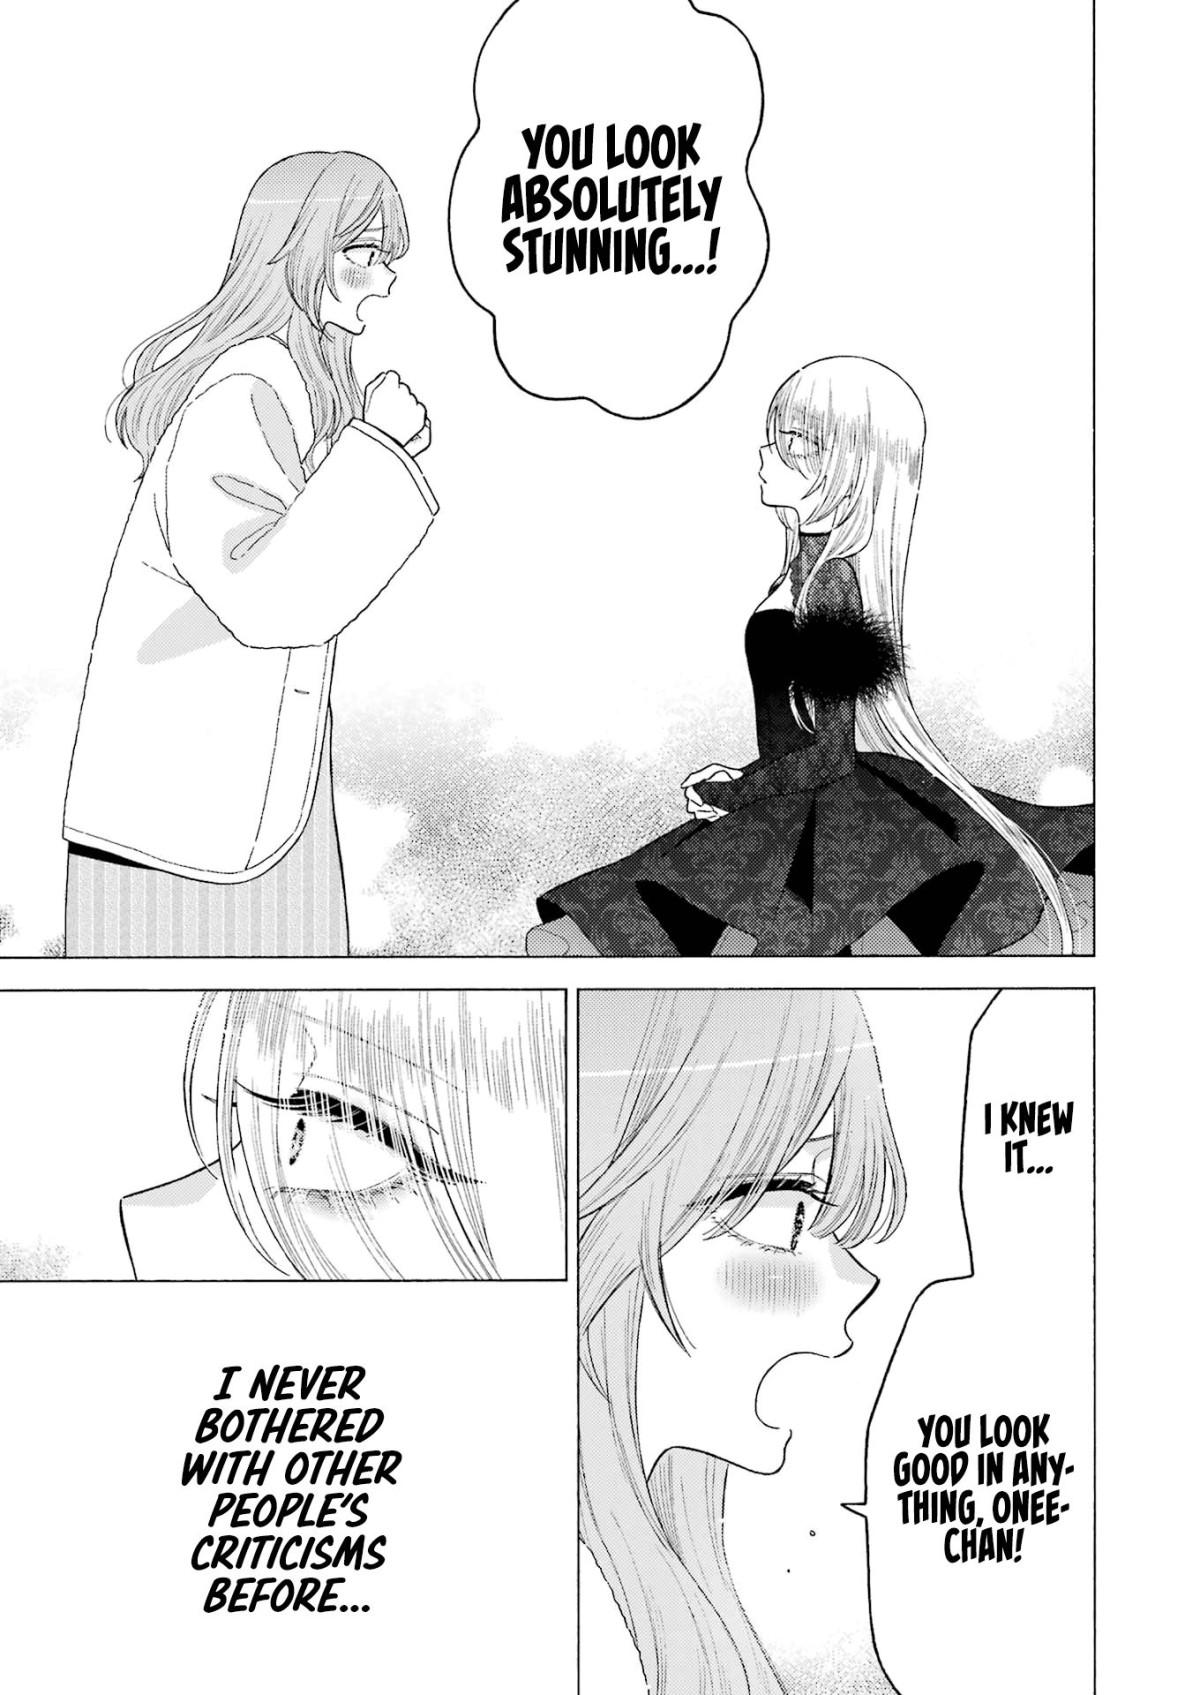 YOU LOOK
ABSOLUTELY
STUNNING...!
I KNEW
IT...
YOU LOOK
GOOD IN ANY-
THING, ONEE-
CHAN!
I NEVER
BOTHERED
WITH OTHER
PEOPLE'S
CRITICISMS
BEFORE...